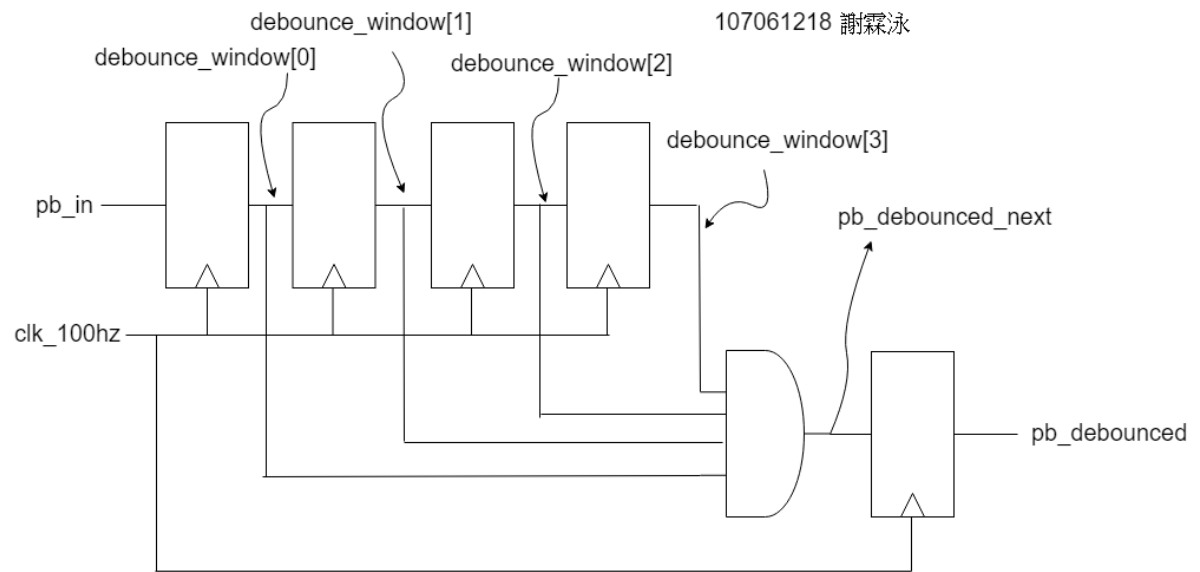 debounce_window[1]
107061218 謝霖泳
debounce_window[0]
debounce_window[2]
debounce_window[3]
pb_in
pb_debounced_next
clk_100hz
pb_debounced